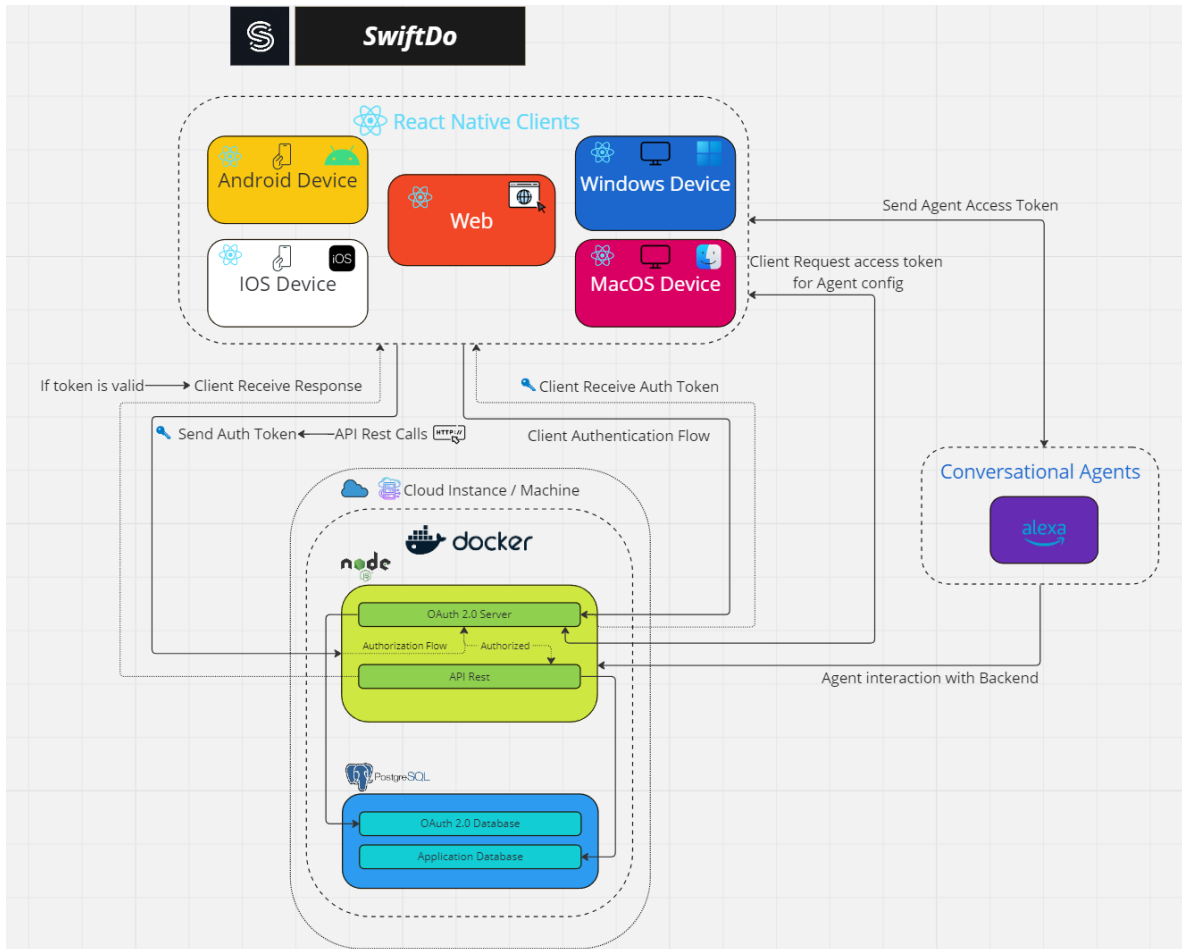 SwiftDo
React Native Clients
Android Device
Web
Windows Device
iOS
IOS Device
MacOS Device
Send Agent Access Token
Client Request access token
for Agent config
If token is valid
Client Receive Response
Client Receive Auth Token
Send Auth Token
API Rest Calls
HTTP://
Client Authentication Flow
Conversational Agents
alexa
Cloud Instance / Machine
docker
node
JS
OAuth 2.0 Server
Authorization Flow
Authorized
API Rest
Agent interaction with Backend
PostgreSQL
OAuth 2.0 Database
Application Database